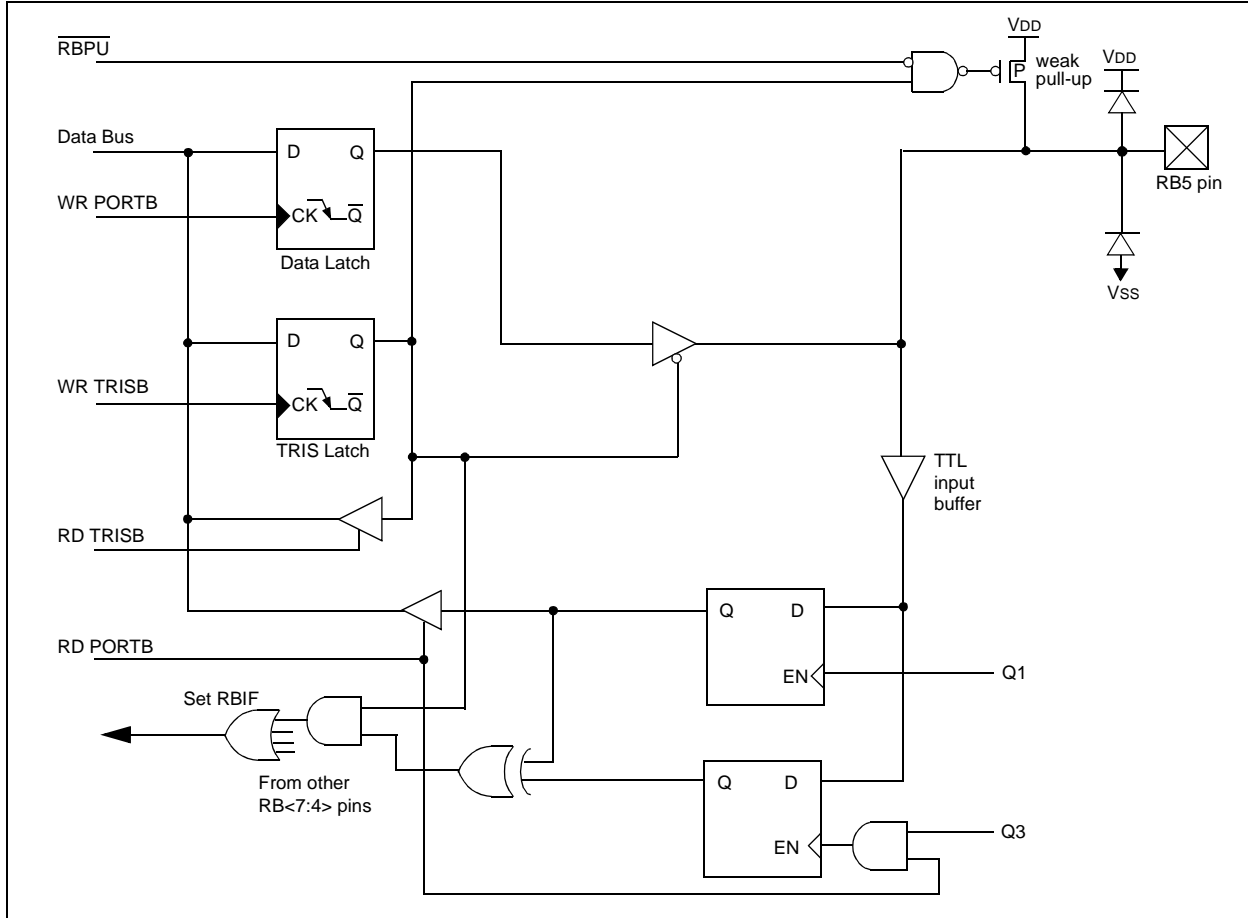 RBPU
VDD
P
weak
pull-up
VDD
Data Bus
D
Q
RB5 pin
WR PORTB
CK
Q
Data Latch
VSS
D
Q
WR TRISB
CK
Q
TRIS Latch
TTL
input
buffer
RD TRISB
Q
D
RD PORTB
EN
Q1
Set RBIF
From other
RB<7:4> pins
Q
D
Q3
EN